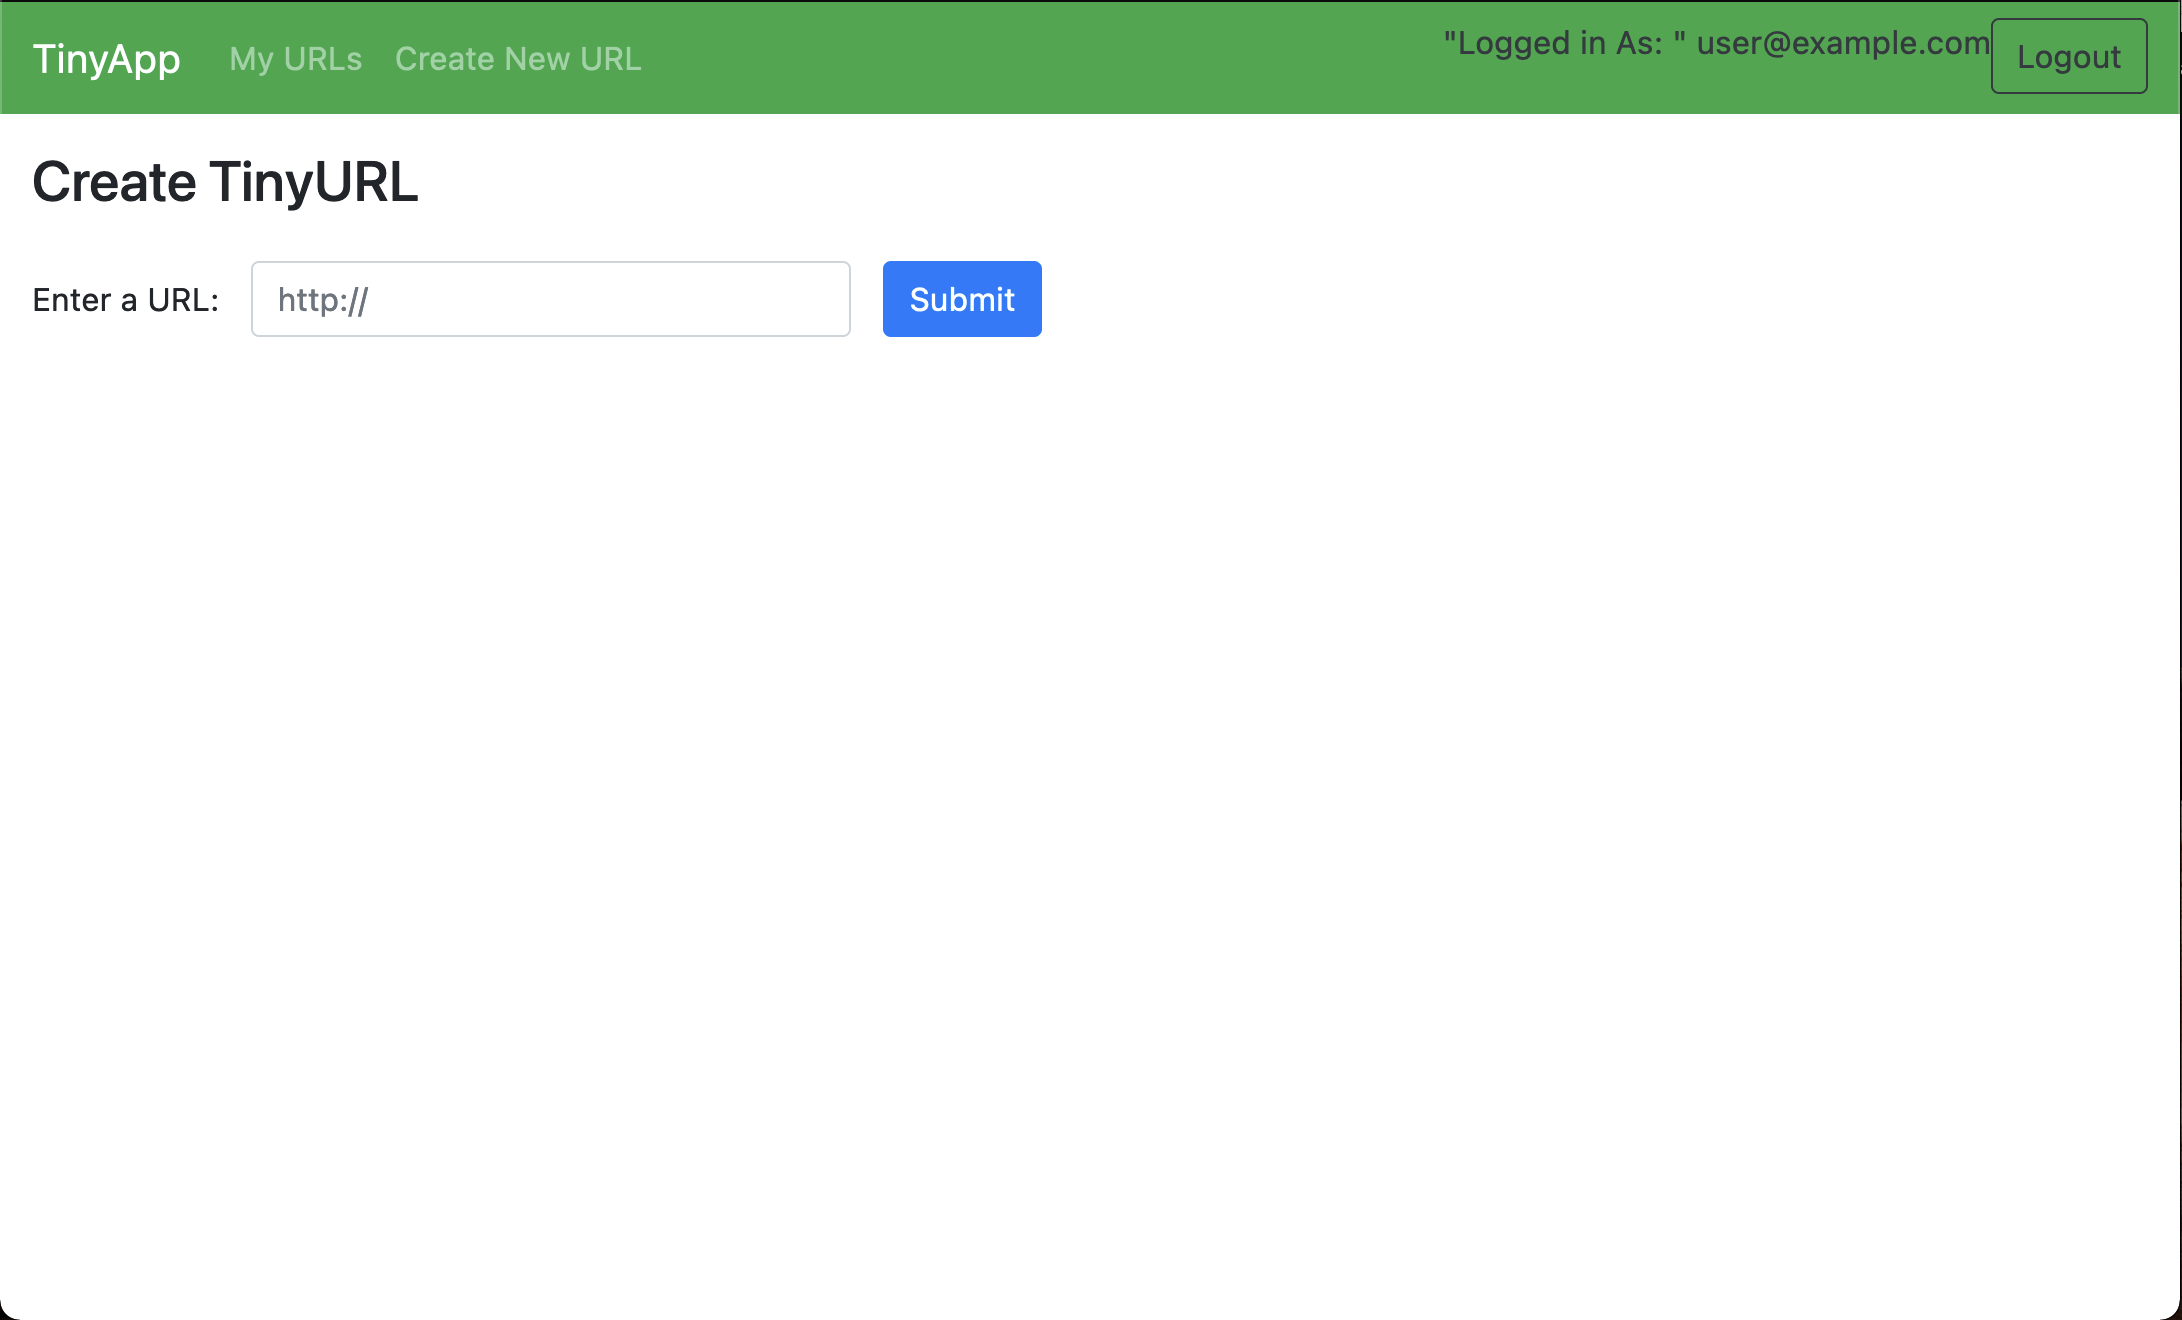 TinyApp My URLs Create New URL "Logged in As: " user@example.com Logout
Create TinyURL
Enter a URL: http:// Submit